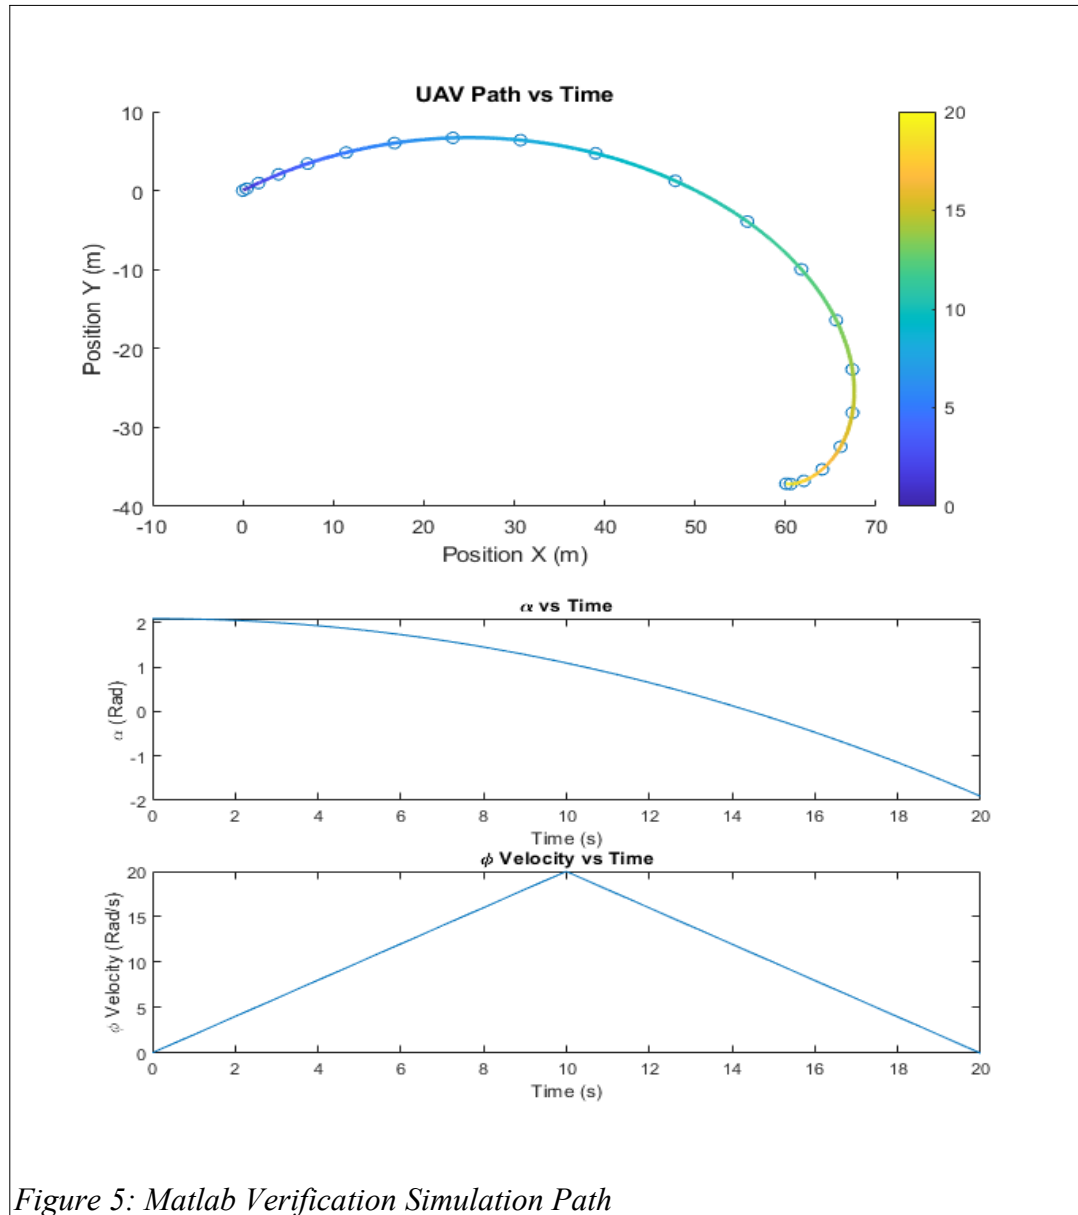 UAV Path vs Time
Position Y (m)
10
0
-10
-20
-30
-40
-10 0 10 20 30 40 50 60 70
Position X (m)
20
15
10
5
0
α vs Time
α (Rad)
2
1
0
-1
-2
0 2 4 6 8 10 12 14 16 18 20
Time (s)
ϕ Velocity vs Time
ϕ Velocity (Rad/s)
20
15
10
5
0
0 2 4 6 8 10 12 14 16 18 20
Time (s)
Figure 5: Matlab Verification Simulation Path